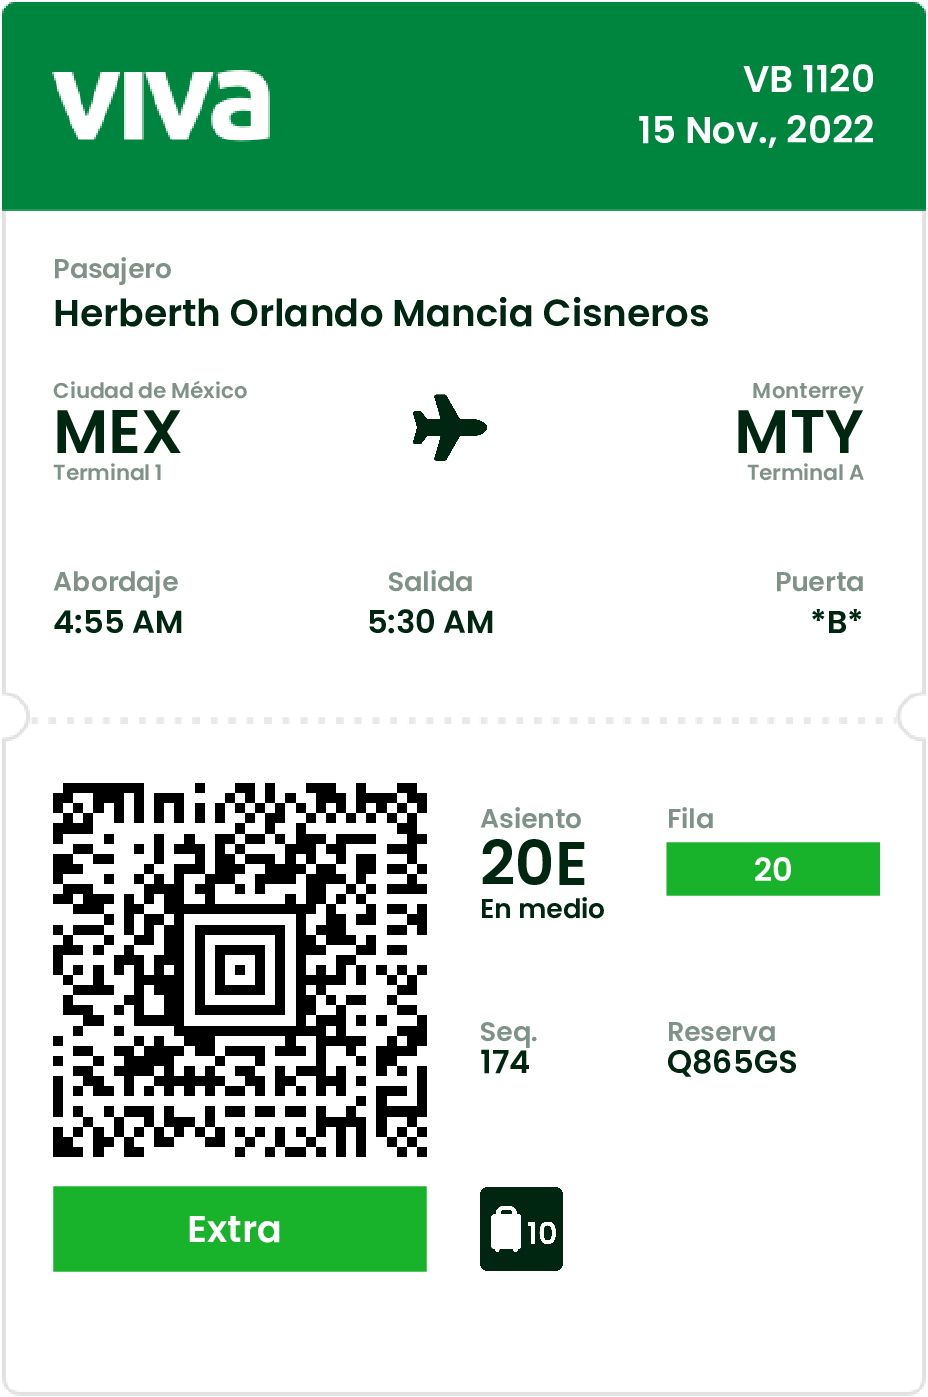 viva
VB 1120
15 Nov., 2022
Pasajero
Herberth Orlando Mancia Cisneros
Ciudad de México
MEX
Terminal 1
Monterrey
MTY
Terminal A
Abordaje
4:55 AM
Salida
5:30 AM
Puerta
*B*
Asiento
20E
En medio
Fila
20
Seq.
174
Reserva
Q865GS
Extra
10